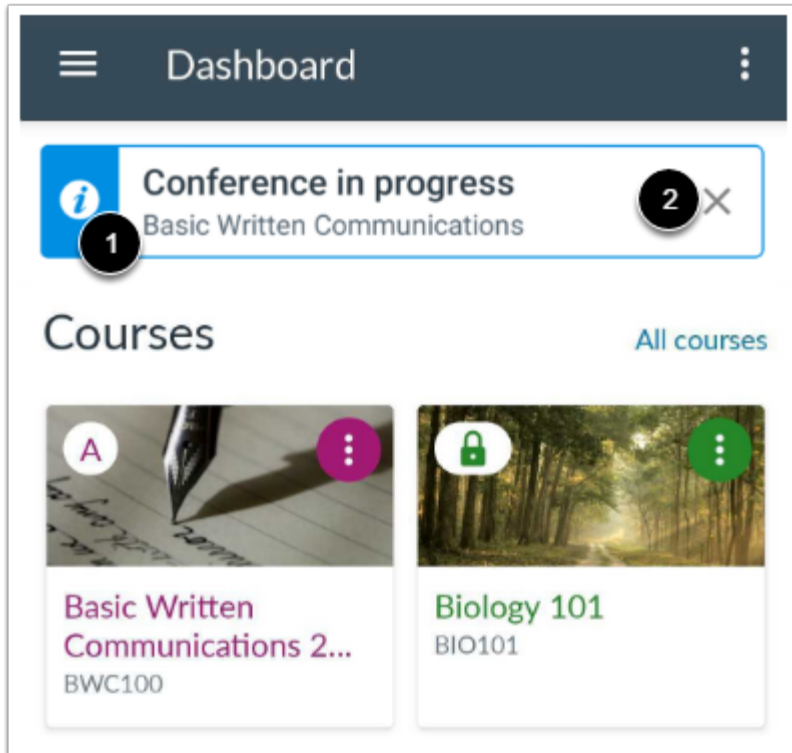 Dashboard
Conference in progress
Basic Written Communications
1
2
Courses
All courses
A
Basic Written
Communications 2...
BWC100
Biology 101
BIO101